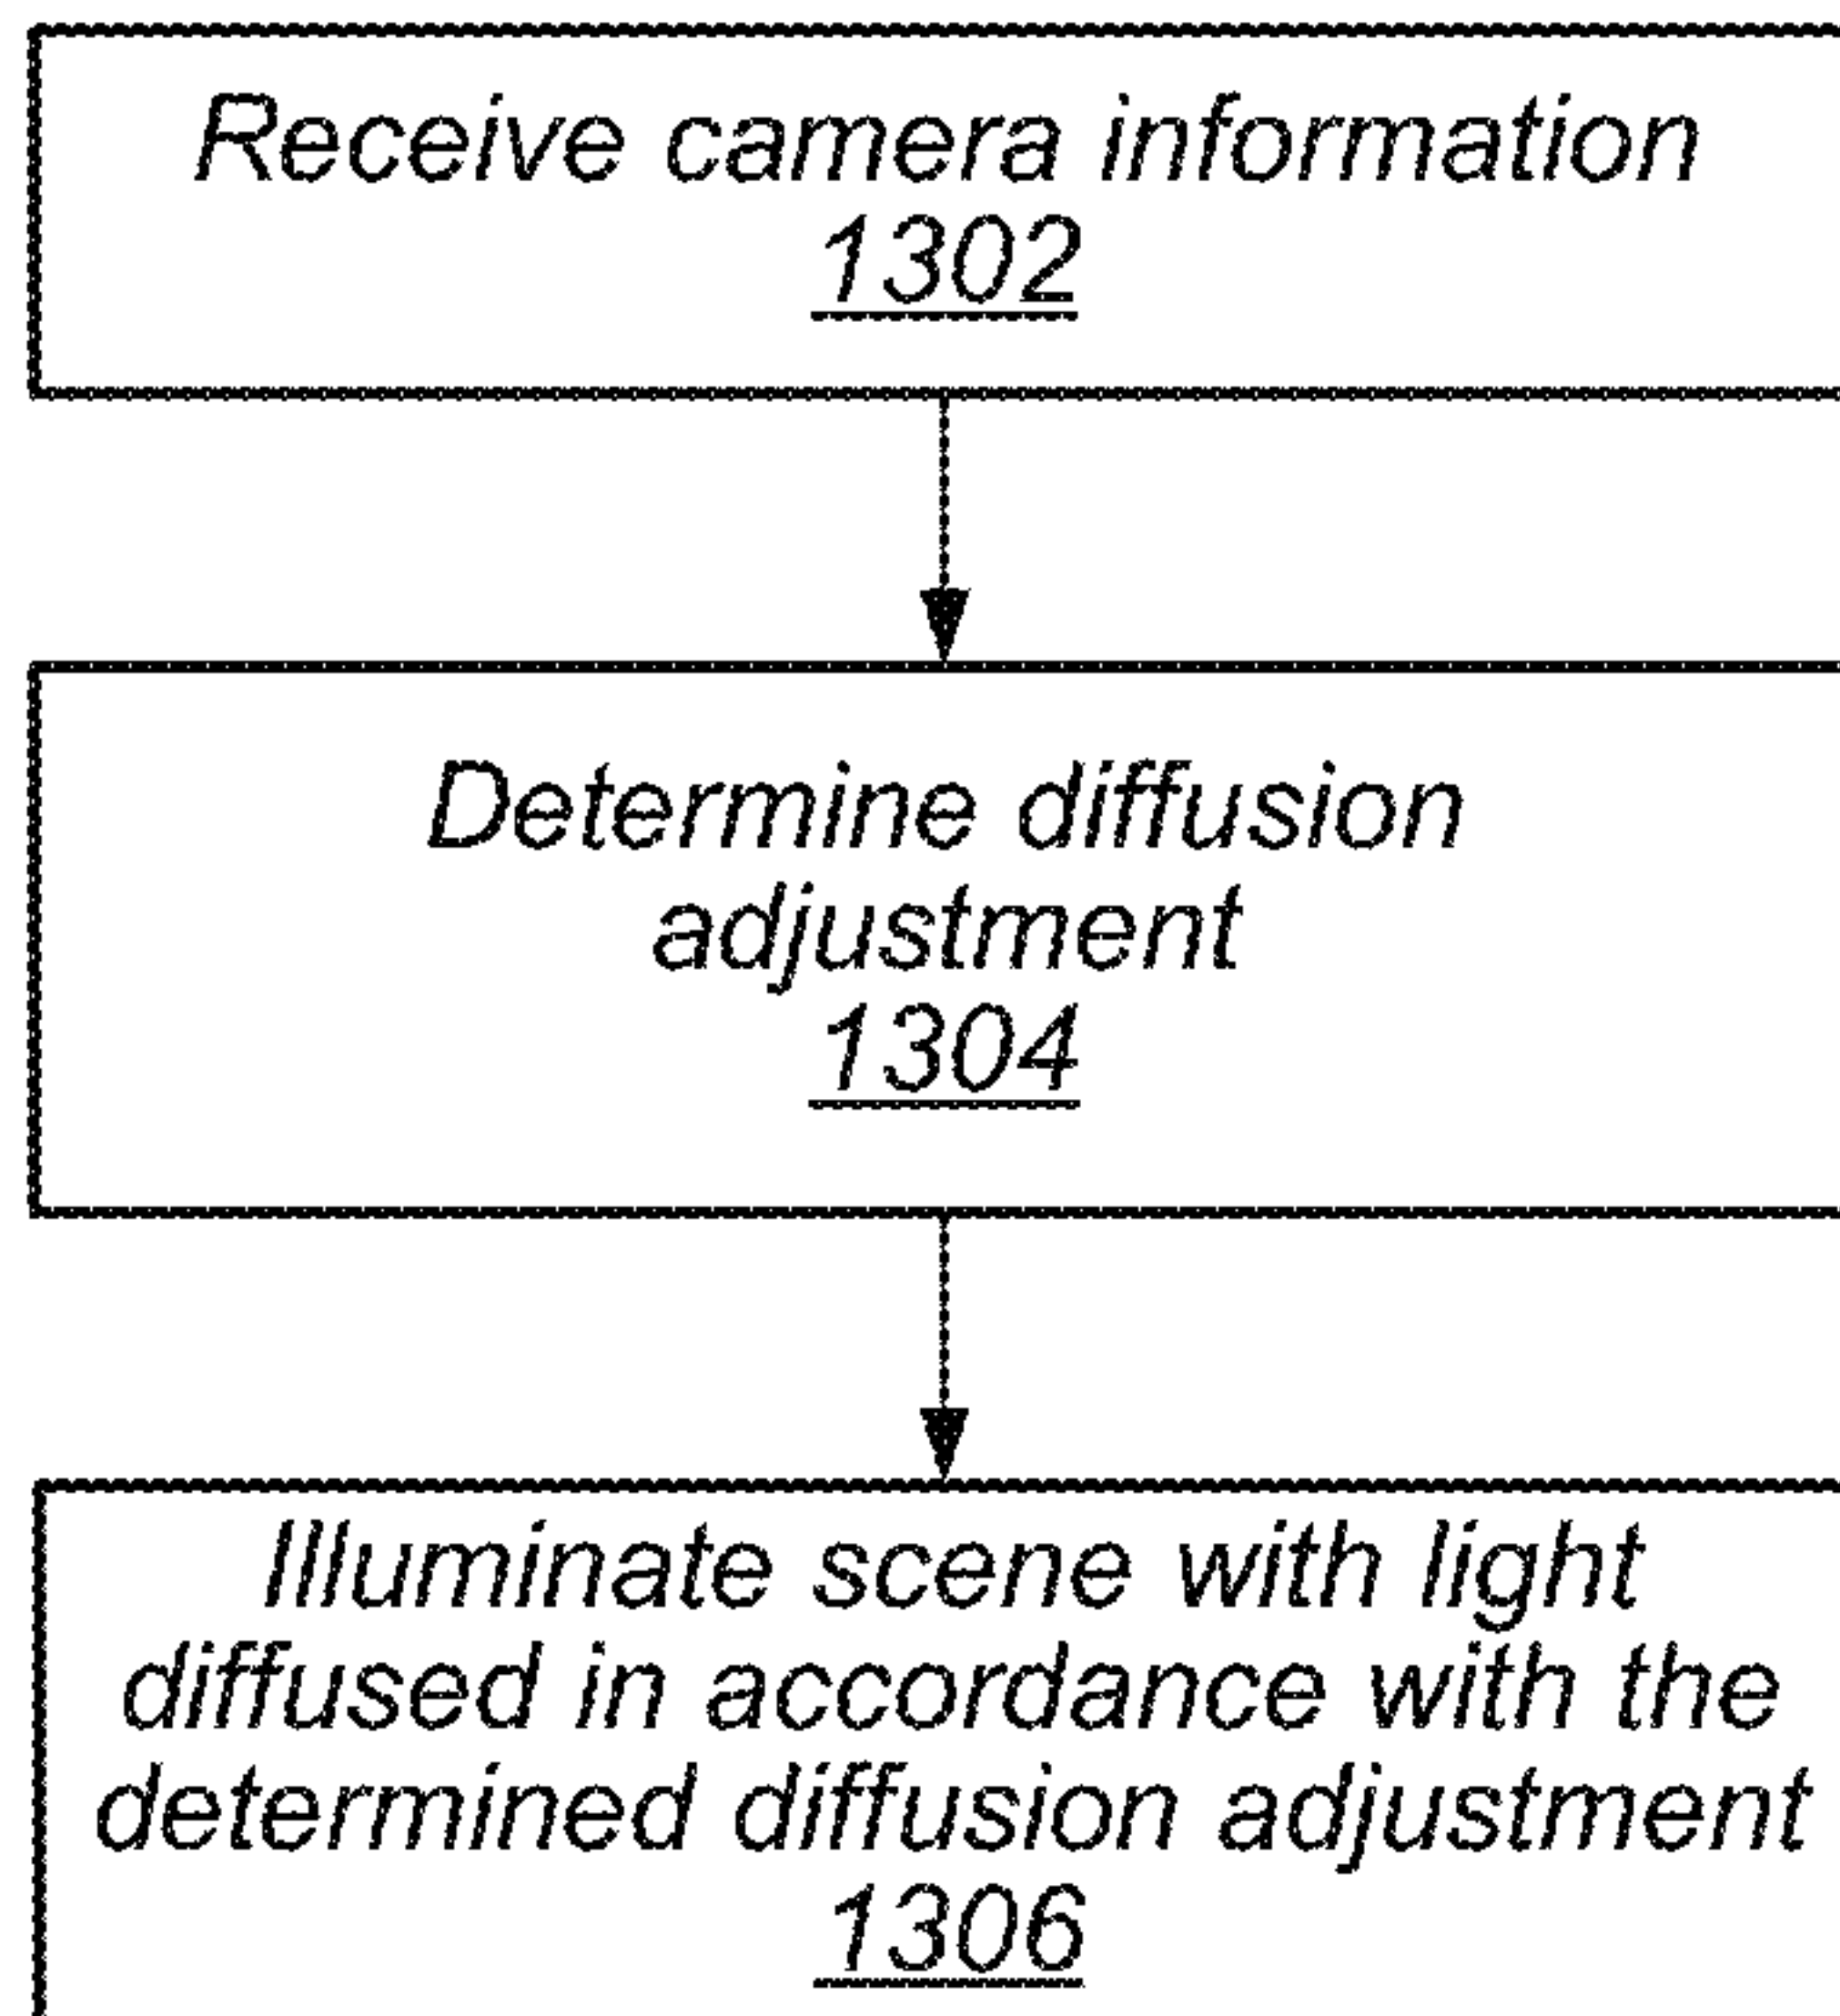 Receive camera information
1302
Determine diffusion
adjustment
1304
Illuminate scene with light
diffused in accordance with the
determined diffusion adjustment
1306